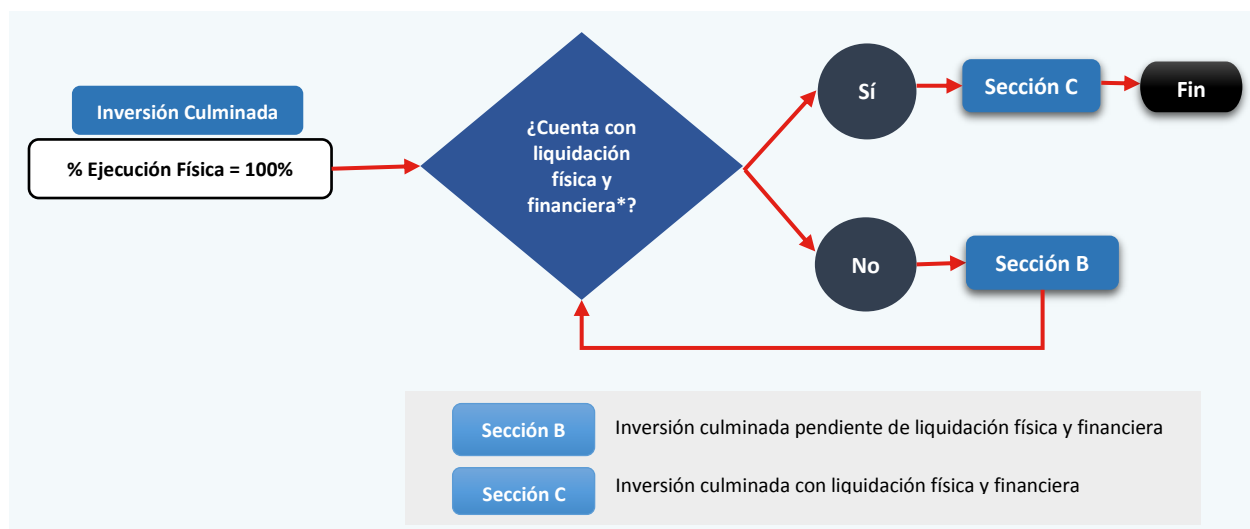 Inversión Culminada
% Ejecución Física = 100%
¿Cuenta con
liquidación
física y
financiera*?
Sí
Sección C
Fin
No
Sección B
Sección B
Inversión culminada pendiente de liquidación física y financiera
Sección C
Inversión culminada con liquidación física y financiera